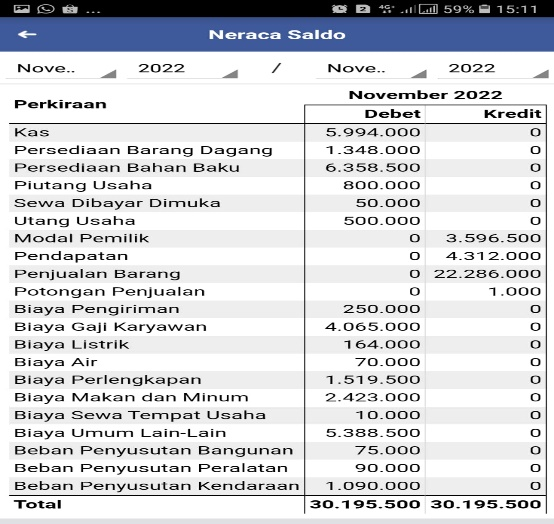 59% 15:11
Neraca Saldo
Nove.. 2022 / Nove.. 2022
Perkiraan November 2022
Debet Kredit
Kas 5.994.000 0
Persediaan Barang Dagang 1.348.000 0
Persediaan Bahan Baku 6.358.500 0
Piutang Usaha 800.000 0
Sewa Dibayar Dimuka 50.000 0
Utang Usaha 500.000 0
Modal Pemilik 0 3.596.500
Pendapatan 0 4.312.000
Penjualan Barang 0 22.286.000
Potongan Penjualan 0 1.000
Biaya Pengiriman 250.000 0
Biaya Gaji Karyawan 4.065.000 0
Biaya Listrik 164.000 0
Biaya Air 70.000 0
Biaya Perlengkapan 1.519.500 0
Biaya Makan dan Minum 2.423.000 0
Biaya Sewa Tempat Usaha 10.000 0
Biaya Umum Lain-Lain 5.388.500 0
Beban Penyusutan Bangunan 75.000 0
Beban Penyusutan Peralatan 90.000 0
Beban Penyusutan Kendaraan 1.090.000 0
Total 30.195.500 30.195.500